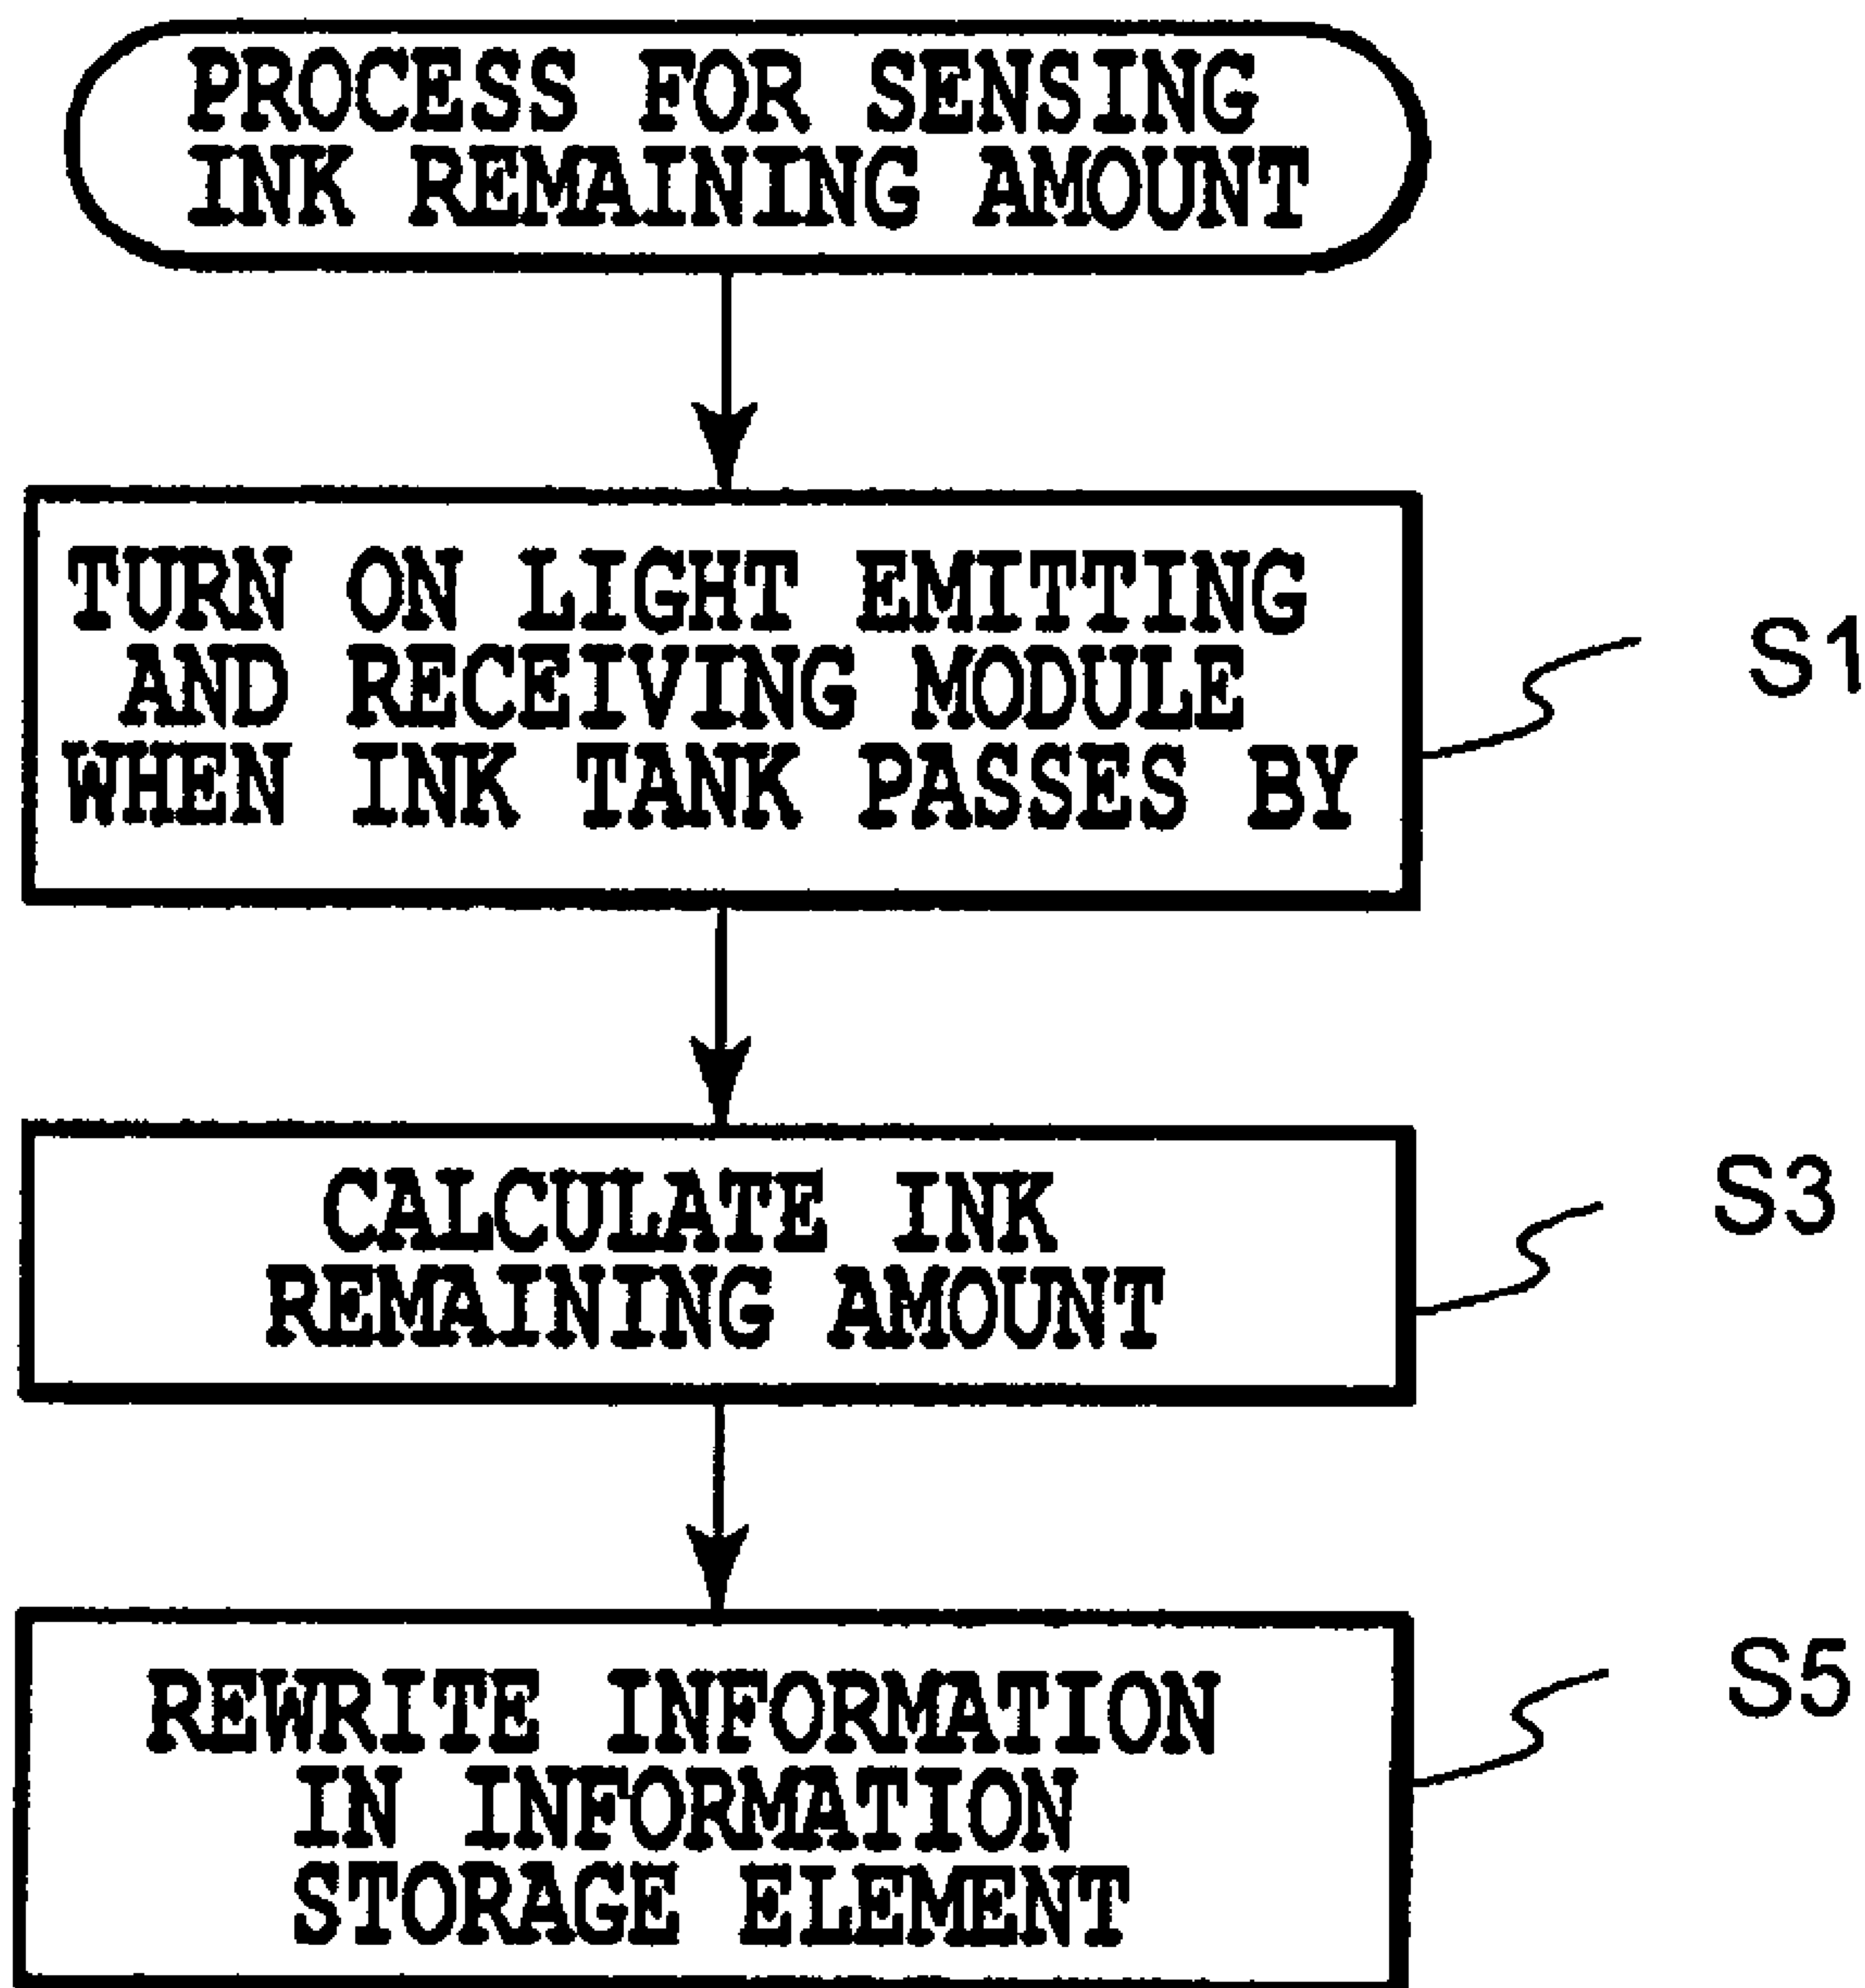 PROCESS FOR SENSING
INK REMAINING AMOUNT
TURN ON LIGHT EMITTING
AND RECEIVING MODULE
WHEN INK TANK PASSES BY
S1
CALCULATE INK
REMAINING AMOUNT
S3
REWRITE INFORMATION
IN INFORMATION
STORAGE ELEMENT
S5